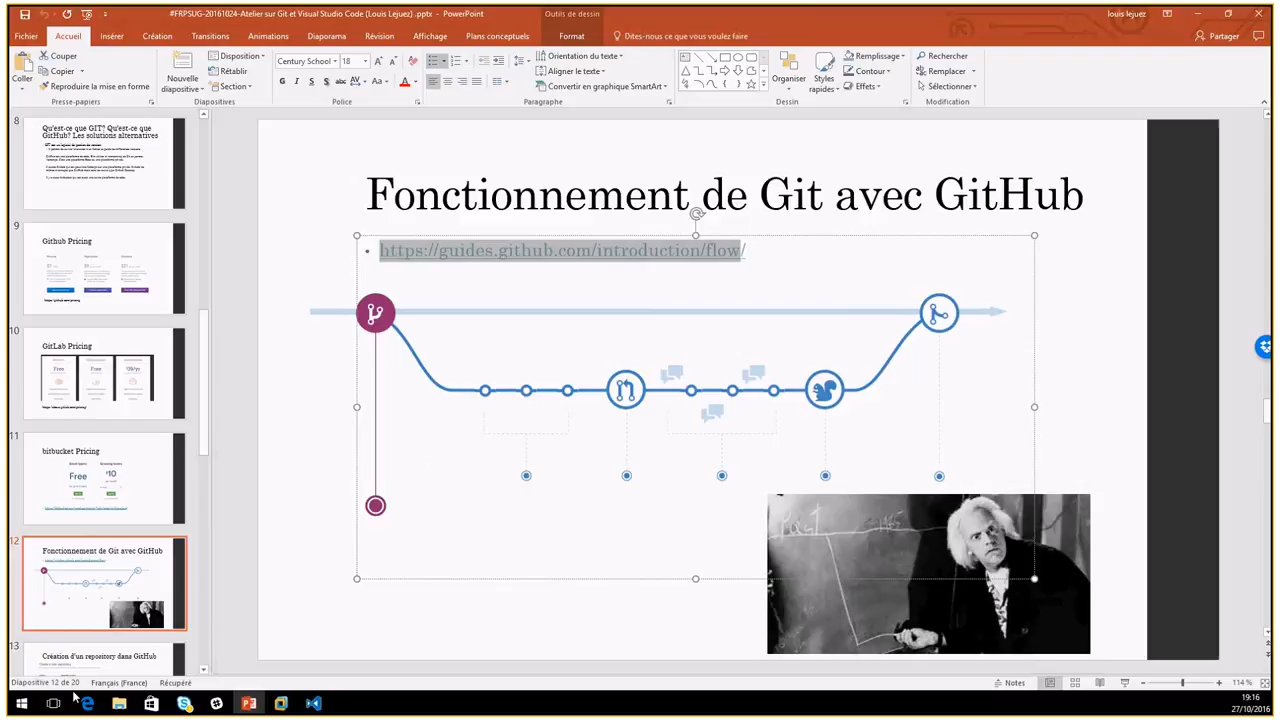 #FRPSUG-20161024-Atelier sur Git et Visual Studio Code (Louis Lejuez) .pptx - PowerPoint
Outils de dessin
louis lejuez
Fichier Accueil Insérer Création Transitions Animations Diaporama Révision Affichage Plans conceptuels Format Dites-nous ce que vous voulez faire Partager
Coller
Couper
Copier
Reproduire la mise en forme
Presse-papiers
Nouvelle diapositive
Disposition
Rétablir
Section
Diapositives
Century School 18
G I S S abc AV Aa A
Police
Orientation du texte
Aligner le texte
Convertir en graphique SmartArt
Paragraphe
Organiser
Styles rapides
Remplissage
Contour
Effets
Dessin
Rechercher
Remplacer
Sélectionner
Modification
8
Qu'est-ce que GIT? Qu'est-ce que
GitHub? Les solutions alternatives
9
Github Pricing
10
GitLab Pricing
Free
Free
11
bitbucket Pricing
Free
$10
12
Fonctionnement de Git avec GitHub
13
Création d'un repository dans GitHub
Fonctionnement de Git avec GitHub
• https://guides.github.com/introduction/flow/
Diapositive 12 de 20
Français (France)
Récupéré
Notes
114 %
19:16
27/10/2016